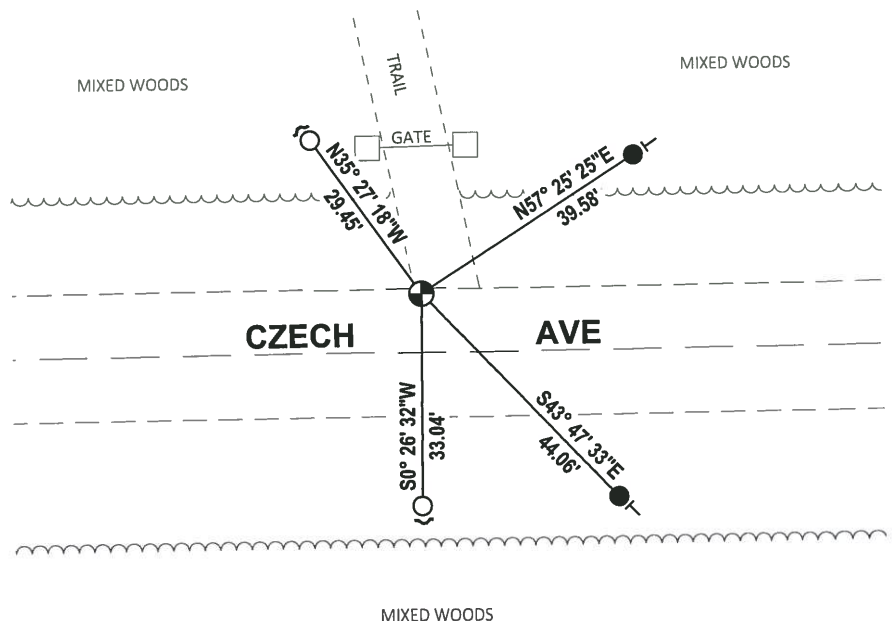 MIXED WOODS
TRAIL
MIXED WOODS
GATE
N35° 27' 18"W
29.45'
N57° 25' 25"E
39.58'
CZECH AVE
S0° 26' 32"W
33.04'
S43° 47' 33"E
44.06'
MIXED WOODS